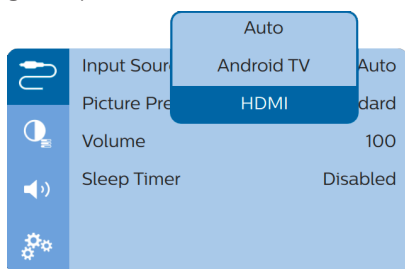 Auto
Android TV
HDMI
Input Sour Auto
Picture Pre dard
Volume 100
Sleep Timer Disabled